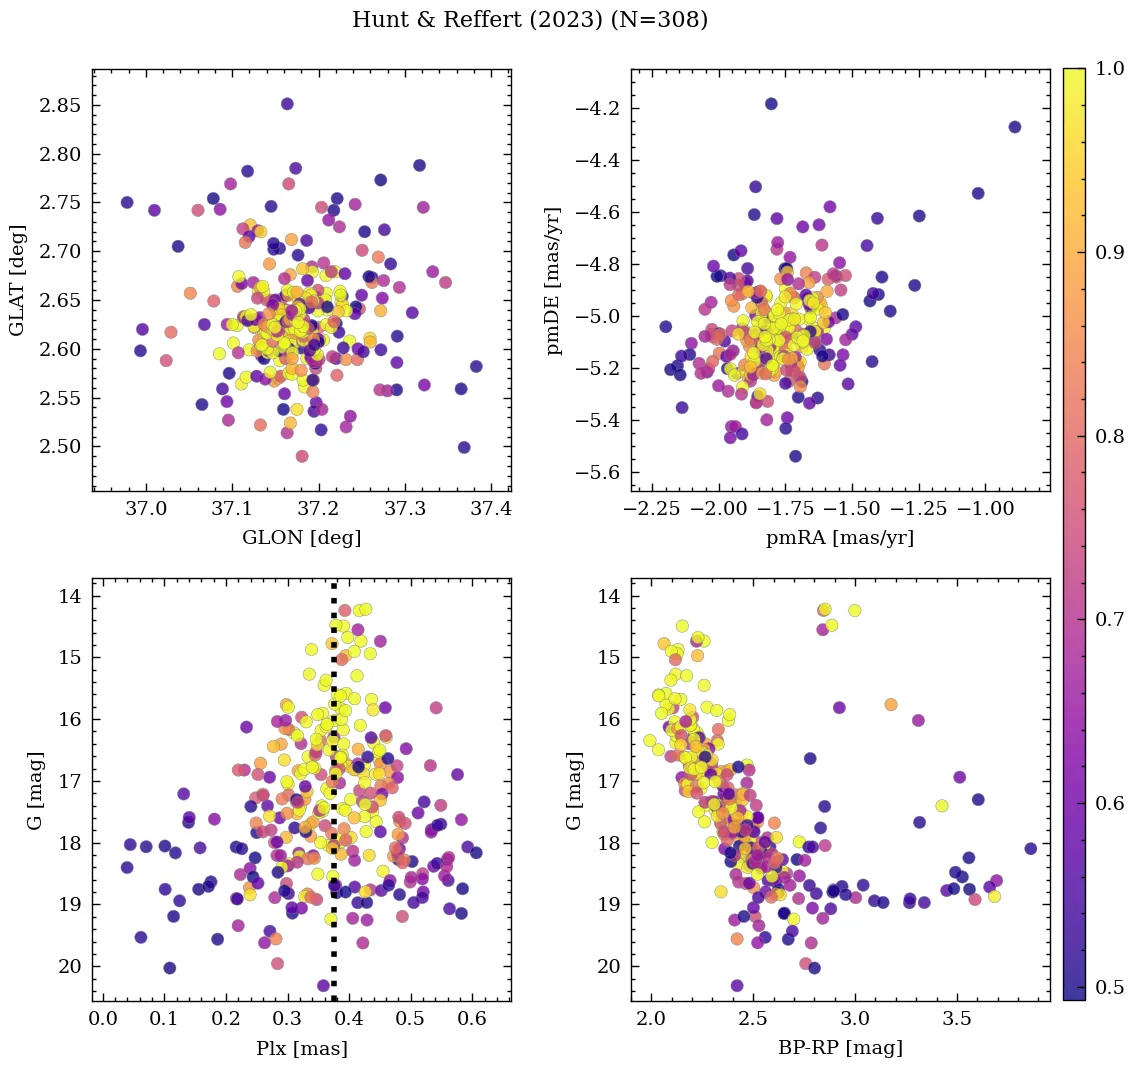 Hunt & Reffert (2023) (N=308)
2.85
2.80
2.75
2.70
2.65
2.60
2.55
2.50
GLAT [deg]
37.0 37.1 37.2 37.3 37.4
GLON [deg]
−4.2
−4.4
−4.6
−4.8
−5.0
−5.2
−5.4
−5.6
pmDE [mas/yr]
−2.25 −2.00 −1.75 −1.50 −1.25 −1.00
pmRA [mas/yr]
14
15
16
17
18
19
20
G [mag]
0.0 0.1 0.2 0.3 0.4 0.5 0.6
Plx [mas]
14
15
16
17
18
19
20
G [mag]
2.0 2.5 3.0 3.5
BP-RP [mag]
1.0
0.9
0.8
0.7
0.6
0.5